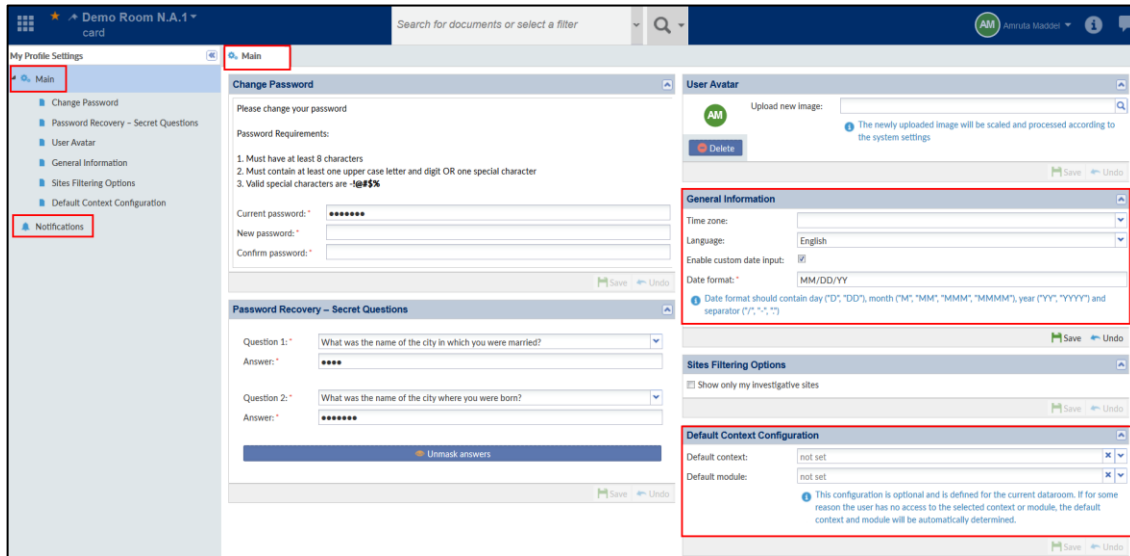 Demo Room N.A.1
card
Search for documents or select a filter
AM
Amruta Maddel
My Profile Settings
Main
Change Password
Password Recovery – Secret Questions
User Avatar
General Information
Sites Filtering Options
Default Context Configuration
Notifications
Main
Change Password
Please change your password
Password Requirements:
1. Must have at least 8 characters
2. Must contain at least one upper case letter and digit OR one special character
3. Valid special characters are -!@#$%
Current password:* •••••••
New password:*
Confirm password:*
Save Undo
Password Recovery – Secret Questions
Question 1:* What was the name of the city in which you were married?
Answer:* ••••
Question 2:* What was the name of the city where you were born?
Answer:* •••••••
Unmask answers
Save Undo
User Avatar
AM
Upload new image:
The newly uploaded image will be scaled and processed according to
the system settings
Delete
Save Undo
General Information
Time zone:
Language: English
Enable custom date input:
Date format:* MM/DD/YY
Date format should contain day ("D", "DD"), month ("M", "MM", "MMM", "MMMM"), year ("YY", "YYYY") and
separator ("/", "-", ".")
Save Undo
Sites Filtering Options
Show only my investigative sites
Save Undo
Default Context Configuration
Default context: not set
Default module: not set
This configuration is optional and is defined for the current dataroom. If for some
reason the user has no access to the selected context or module, the default
context and module will be automatically determined.
Save Undo